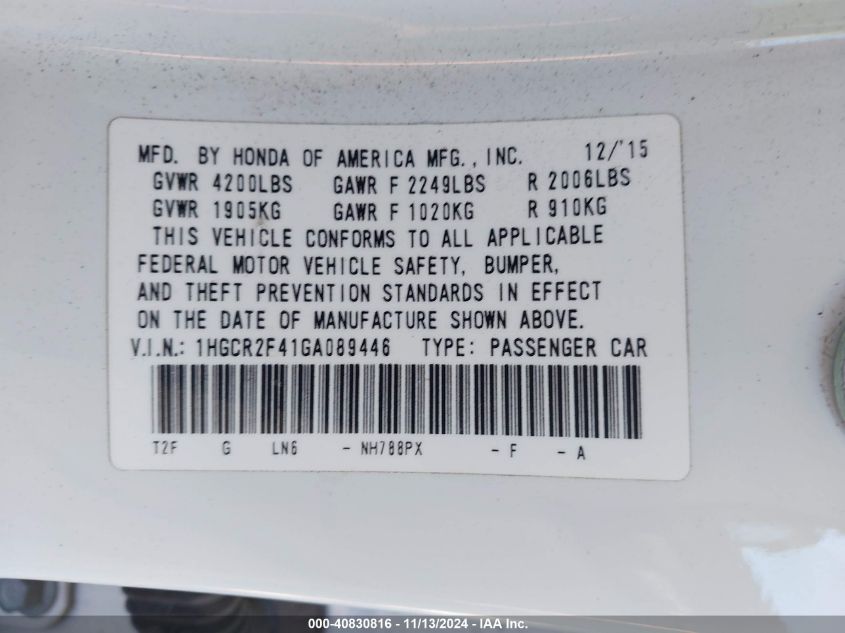 MFD. BY HONDA OF AMERICA MFG., INC. 12/'15
GVWR 4200LBS GAWR F 2249LBS R 2006LBS
GVWR 1905KG GAWR F 1020KG R 910KG
THIS VEHICLE CONFORMS TO ALL APPLICABLE
FEDERAL MOTOR VEHICLE SAFETY, BUMPER,
AND THEFT PREVENTION STANDARDS IN EFFECT
ON THE DATE OF MANUFACTURE SHOWN ABOVE.
V.I.N.: 1HGCR2F41GA089446 TYPE: PASSENGER CAR
T2F G LN6 - NH788PX - F - A
000-40830816 - 11/13/2024 - IAA Inc.